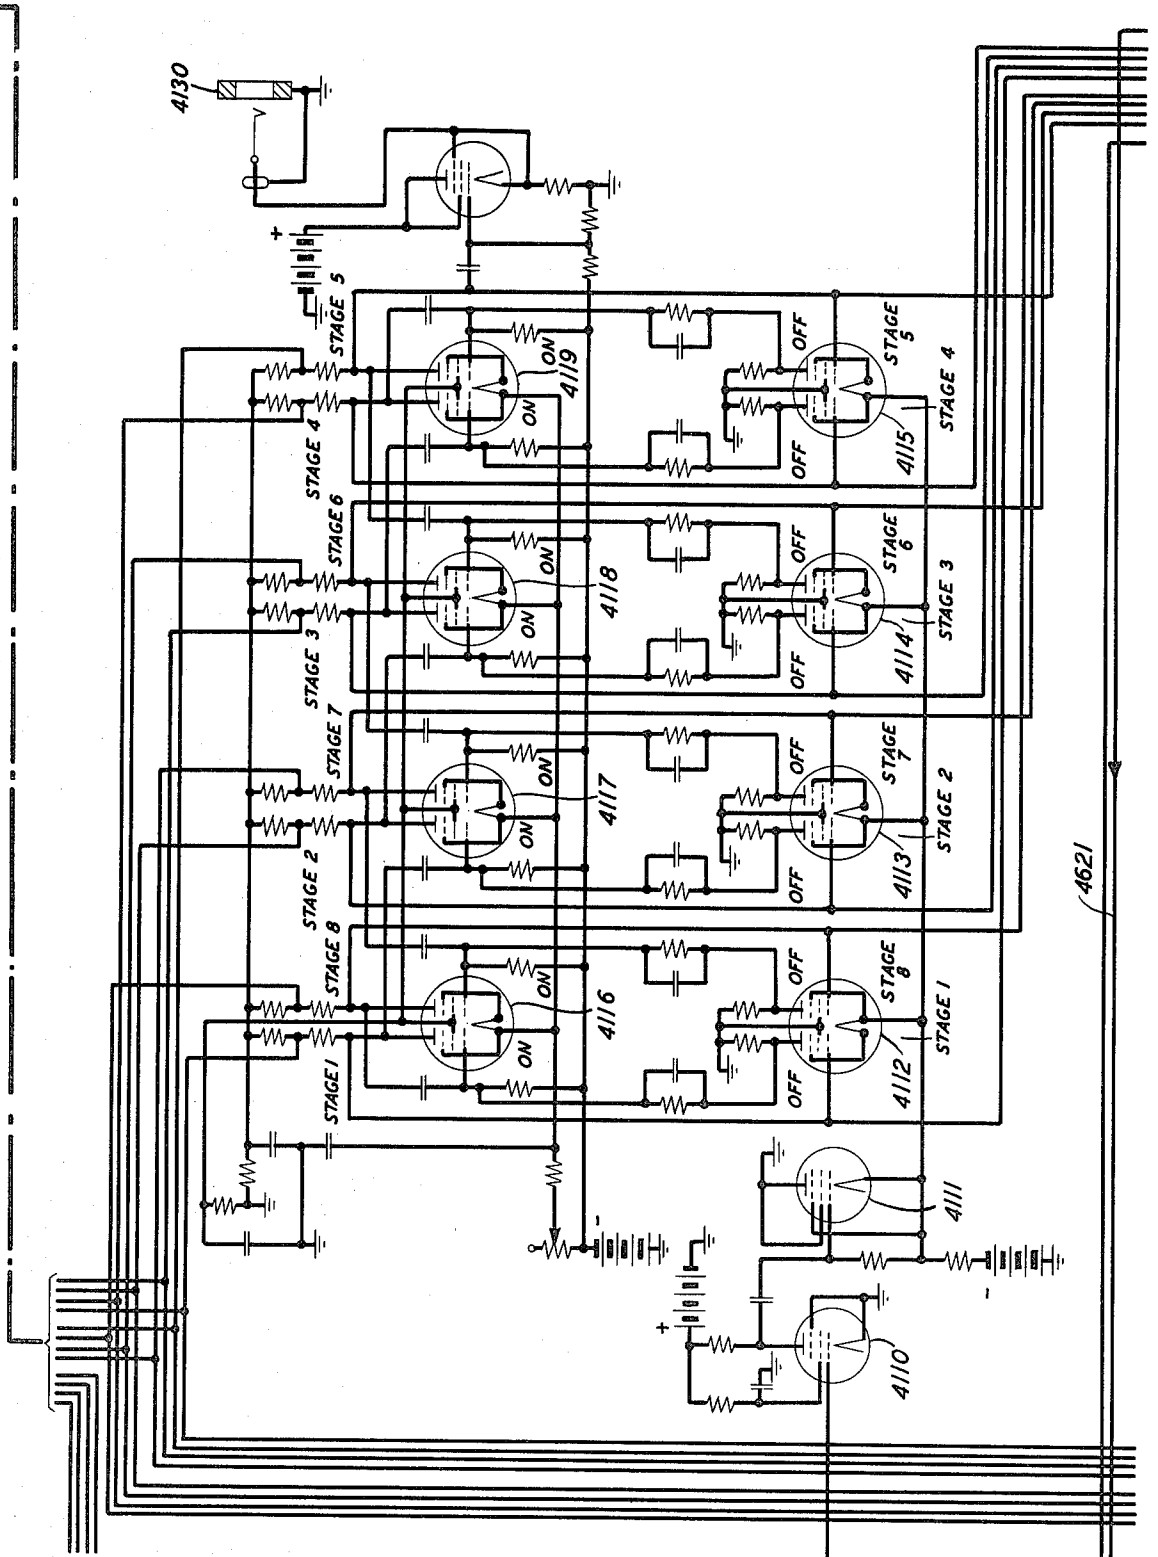 4130
+
STAGE 5
STAGE 4
STAGE 6
STAGE 3
STAGE 7
STAGE 2
STAGE 8
STAGE 1
ON
ON
4119
ON
ON
4118
ON
ON
4117
ON
ON
4116
-
OFF
OFF
STAGE
5
STAGE 4
4115
OFF
OFF
STAGE
6
STAGE 3
4114
OFF
OFF
STAGE
7
STAGE 2
4113
OFF
OFF
STAGE
8
STAGE 1
4112
4111
+
-
4110
4621